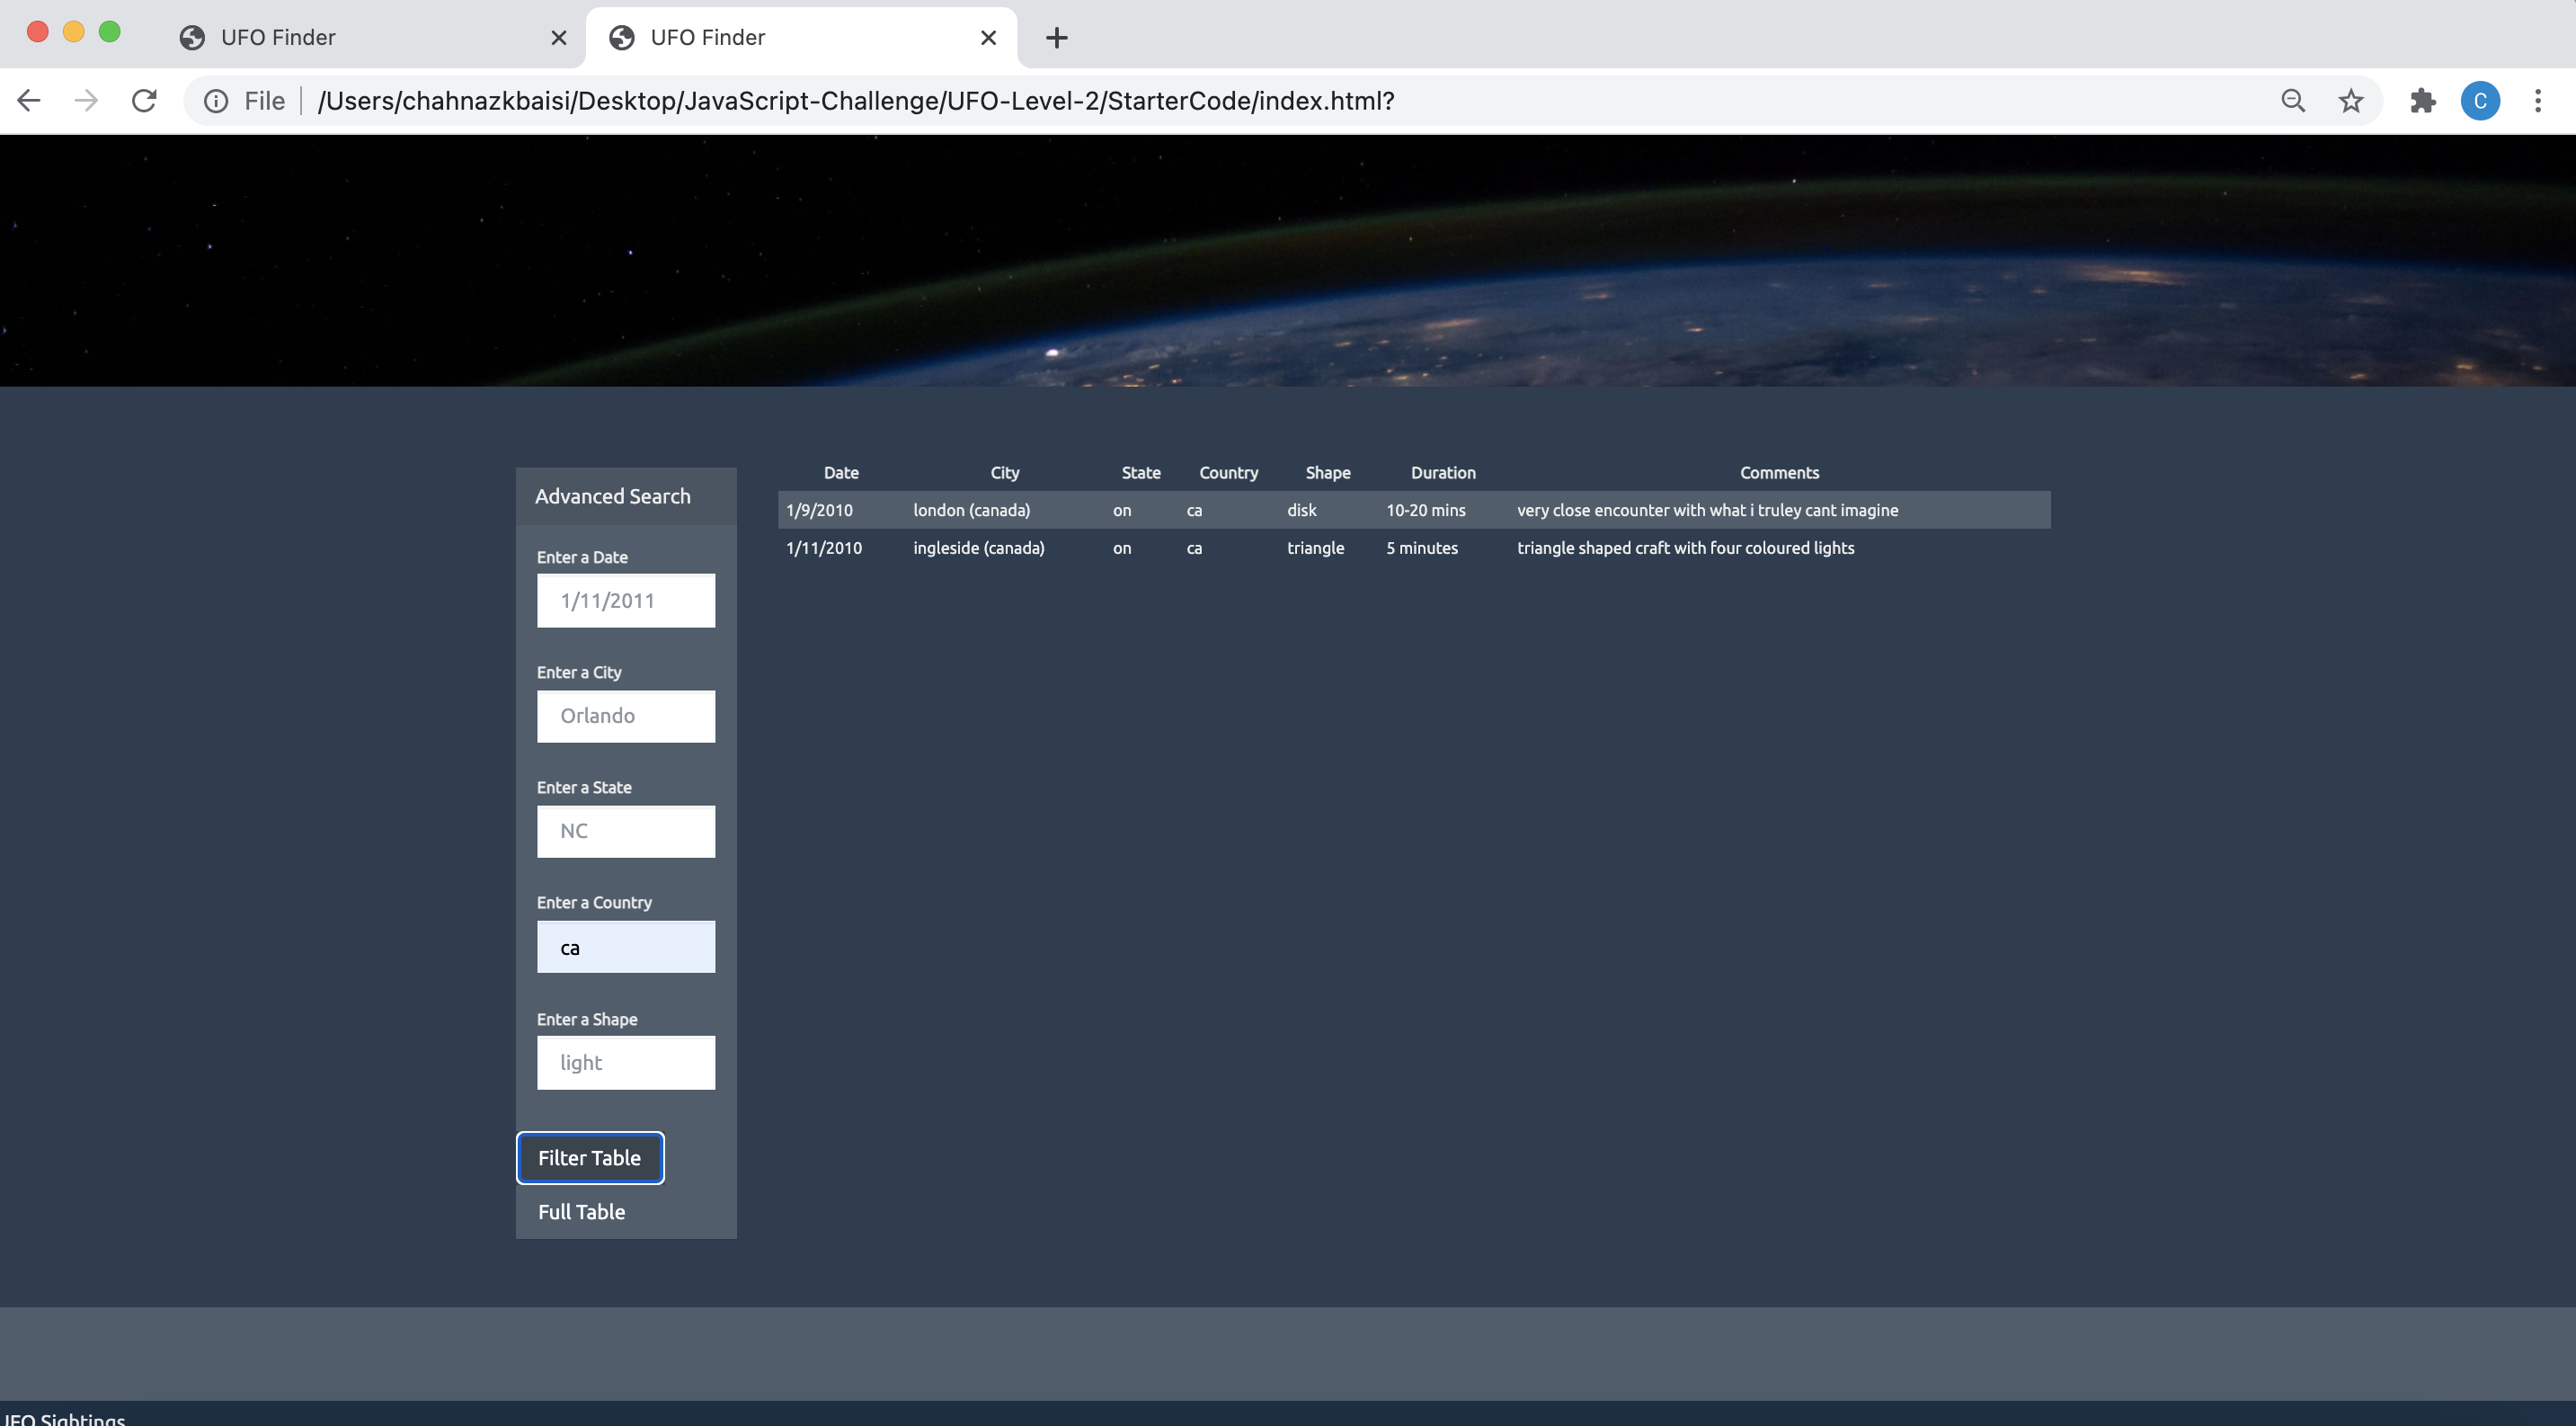 UFO Finder
UFO Finder
File /Users/chahnazkbaisi/Desktop/JavaScript-Challenge/UFO-Level-2/StarterCode/index.html?
C
Date City State Country Shape Duration Comments
1/9/2010 london (canada) on ca disk 10-20 mins very close encounter with what i truley cant imagine
1/11/2010 ingleside (canada) on ca triangle 5 minutes triangle shaped craft with four coloured lights
Advanced Search
Enter a Date
1/11/2011
Enter a City
Orlando
Enter a State
NC
Enter a Country
ca
Enter a Shape
light
Filter Table
Full Table
UFO Sightings